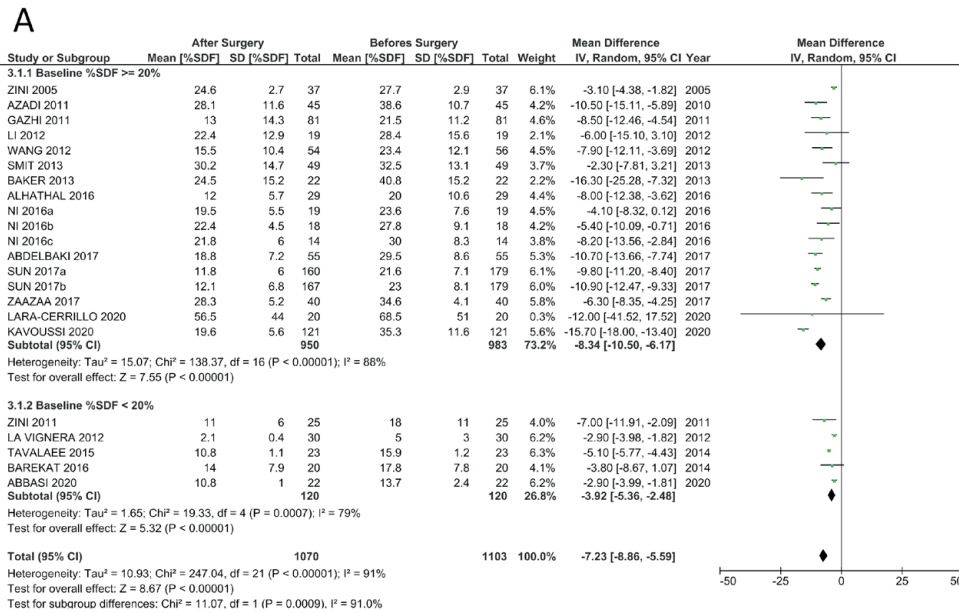 A
After Surgery Befores Surgery Mean Difference Mean Difference
Study or Subgroup Mean [%SDF] SD [%SDF] Total Mean [%SDF] SD [%SDF] Total Weight IV, Random, 95% CI Year IV, Random, 95% CI
3.1.1 Baseline %SDF >= 20%
ZINI 2005 24.6 2.7 37 27.7 2.9 37 6.1% -3.10 [-4.38, -1.82] 2005
AZADI 2011 28.1 11.6 45 38.6 10.7 45 4.2% -10.50 [-15.11, -5.89] 2010
GAZHI 2011 13 14.3 81 21.5 11.2 81 4.6% -8.50 [-12.46, -4.54] 2011
LI 2012 22.4 12.9 19 28.4 15.6 19 2.1% -6.00 [-15.10, 3.10] 2012
WANG 2012 15.5 10.4 54 23.4 12.1 56 4.4% -7.90 [-12.11, -3.69] 2012
SMIT 2013 30.2 14.7 49 32.5 13.1 49 3.7% -2.30 [-7.81, 3.21] 2013
BAKER 2013 24.5 15.2 22 40.8 15.2 22 2.2% -16.30 [-25.28, -7.32] 2013
ALHATHAL 2016 12 5.7 29 20 10.6 29 4.4% -8.00 [-12.38, -3.62] 2016
NI 2016a 19.5 5.5 19 23.6 7.6 19 4.5% -4.10 [-8.32, 0.12] 2016
NI 2016b 22.4 4.5 18 27.8 9.1 18 4.2% -5.40 [-10.09, -0.71] 2016
NI 2016c 21.8 6 14 30 8.3 14 3.8% -8.20 [-13.56, -2.84] 2016
ABDELBAKI 2017 18.8 7.2 55 29.5 8.6 55 5.2% -10.70 [-13.66, -7.74] 2017
SUN 2017a 11.8 6 160 21.6 7.1 179 6.1% -9.80 [-11.20, -8.40] 2017
SUN 2017b 12.1 6.8 167 23 8.1 179 6.0% -10.90 [-12.47, -9.33] 2017
ZAAZAA 2017 28.3 5.2 40 34.6 4.1 40 5.7% -6.30 [-8.35, -4.25] 2017
LARA-CERRILLO 2020 56.5 44 20 68.5 51 20 0.3% -12.00 [-41.52, 17.52] 2020
KAVOUSSI 2020 19.6 5.6 121 35.3 11.6 121 5.6% -15.70 [-18.00, -13.40] 2020
Subtotal (95% CI) 950 983 73.2% -8.34 [-10.50, -6.17]
Heterogeneity: Tau² = 15.07; Chi² = 138.37, df = 16 (P < 0.00001); I² = 88%
Test for overall effect: Z = 7.55 (P < 0.00001)
3.1.2 Baseline %SDF < 20%
ZINI 2011 11 6 25 18 11 25 4.0% -7.00 [-11.91, -2.09] 2011
LA VIGNERA 2012 2.1 0.4 30 5 3 30 6.2% -2.90 [-3.98, -1.82] 2012
TAVALAEE 2015 10.8 1.1 23 15.9 1.2 23 6.3% -5.10 [-5.77, -4.43] 2014
BAREKAT 2016 14 7.9 20 17.8 7.8 20 4.1% -3.80 [-8.67, 1.07] 2014
ABBASI 2020 10.8 1 22 13.7 2.4 22 6.2% -2.90 [-3.99, -1.81] 2020
Subtotal (95% CI) 120 120 26.8% -3.92 [-5.36, -2.48]
Heterogeneity: Tau² = 1.65; Chi² = 19.33, df = 4 (P = 0.0007); I² = 79%
Test for overall effect: Z = 5.32 (P < 0.00001)
Total (95% CI) 1070 1103 100.0% -7.23 [-8.86, -5.59]
Heterogeneity: Tau² = 10.93; Chi² = 247.04, df = 21 (P < 0.00001); I² = 91%
Test for overall effect: Z = 8.67 (P < 0.00001)
Test for subgroup differences: Chi² = 11.07, df = 1 (P = 0.0009), I² = 91.0%
-50 -25 0 25 50